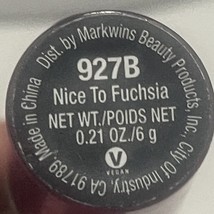 Dist. by Markwins Beauty Products, Inc., City Of Industry, CA 91789. Made in China
927B
Nice To Fuchsia
NET WT./POIDS NET
0.21 OZ./6 g
V
VEGAN